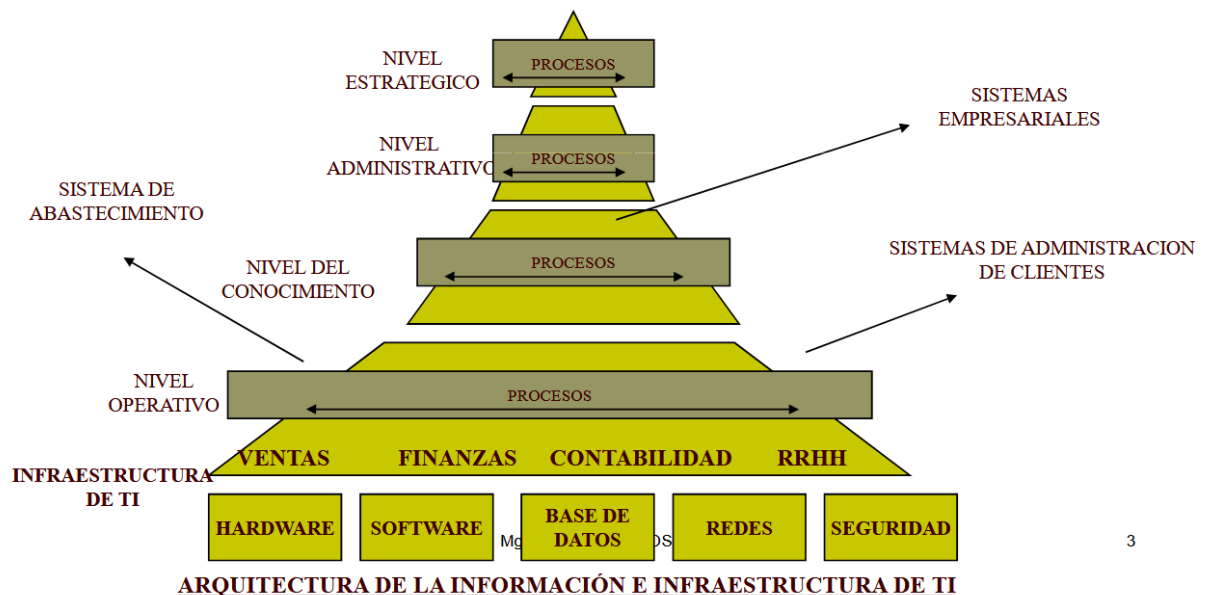 NIVEL
ESTRATEGICO
PROCESOS
SISTEMAS
EMPRESARIALES
NIVEL
ADMINISTRATIVO
PROCESOS
SISTEMA DE
ABASTECIMIENTO
SISTEMAS DE ADMINISTRACION
DE CLIENTES
NIVEL DEL
CONOCIMIENTO
PROCESOS
NIVEL
OPERATIVO
PROCESOS
VENTAS FINANZAS CONTABILIDAD RRHH
INFRAESTRUCTURA
DE TI
HARDWARE
SOFTWARE
BASE DE
DATOS
REDES
SEGURIDAD
3
ARQUITECTURA DE LA INFORMACIÓN E INFRAESTRUCTURA DE TI